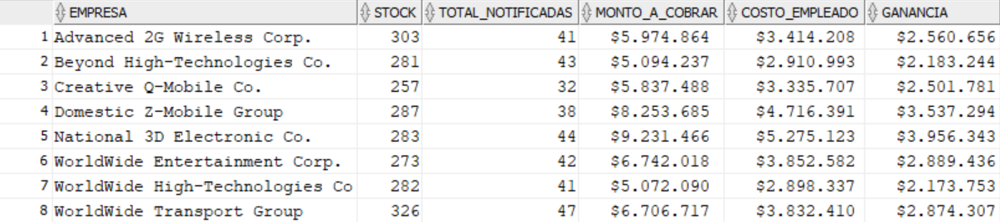 EMPRESA STOCK TOTAL_NOTIFICADAS MONTO_A_COBRAR COSTO_EMPLEADO GANANCIA
1 Advanced 2G Wireless Corp. 303 41 $5.974.864 $3.414.208 $2.560.656
2 Beyond High-Technologies Co. 281 43 $5.094.237 $2.910.993 $2.183.244
3 Creative Q-Mobile Co. 257 32 $5.837.488 $3.335.707 $2.501.781
4 Domestic Z-Mobile Group 287 38 $8.253.685 $4.716.391 $3.537.294
5 National 3D Electronic Co. 283 44 $9.231.466 $5.275.123 $3.956.343
6 WorldWide Entertainment Corp. 273 42 $6.742.018 $3.852.582 $2.889.436
7 WorldWide High-Technologies Co 282 41 $5.072.090 $2.898.337 $2.173.753
8 WorldWide Transport Group 326 47 $6.706.717 $3.832.410 $2.874.307